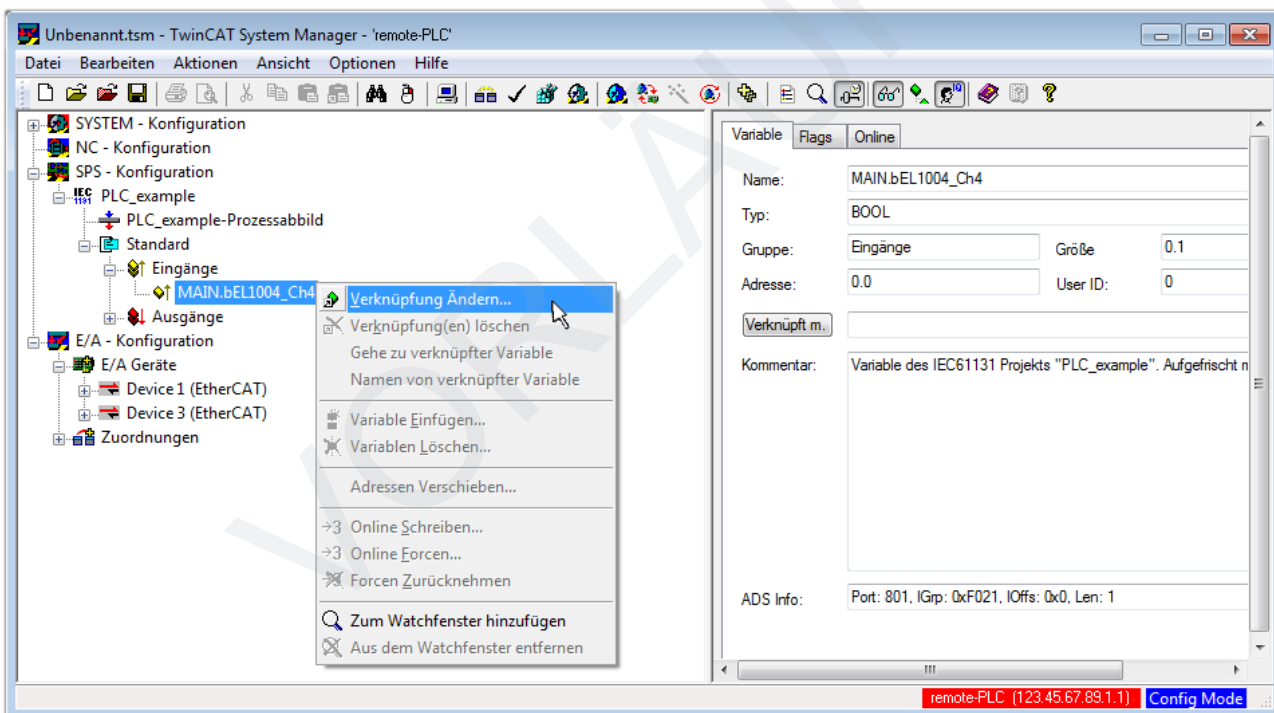 Unbenannt.tsm - TwinCAT System Manager - 'remote-PLC'
Datei Bearbeiten Aktionen Ansicht Optionen Hilfe
SYSTEM - Konfiguration
NC - Konfiguration
SPS - Konfiguration
IEC 1131 PLC_example
PLC_example-Prozessabbild
Standard
Eingänge
MAIN.bEL1004_Ch4
Ausgänge
E/A - Konfiguration
E/A Geräte
Device 1 (EtherCAT)
Device 3 (EtherCAT)
Zuordnungen
Verknüpfung Ändern...
Verknüpfung(en) löschen
Gehe zu verknüpfter Variable
Namen von verknüpfter Variable
Variable Einfügen...
Variablen Löschen...
Adressen Verschieben...
→3 Online Schreiben...
→3 Online Forcen...
Forcen Zurücknehmen
Zum Watchfenster hinzufügen
Aus dem Watchfenster entfernen
Variable Flags Online
Name: MAIN.bEL1004_Ch4
Typ: BOOL
Gruppe: Eingänge Größe 0.1
Adresse: 0.0 User ID: 0
Verknüpft m.
Kommentar: Variable des IEC61131 Projekts "PLC_example". Aufgefrischt
ADS Info: Port: 801, IGrp: 0xF021, IOffs: 0x0, Len: 1
remote-PLC (123.45.67.89.1.1) Config Mode
VORLÄUF